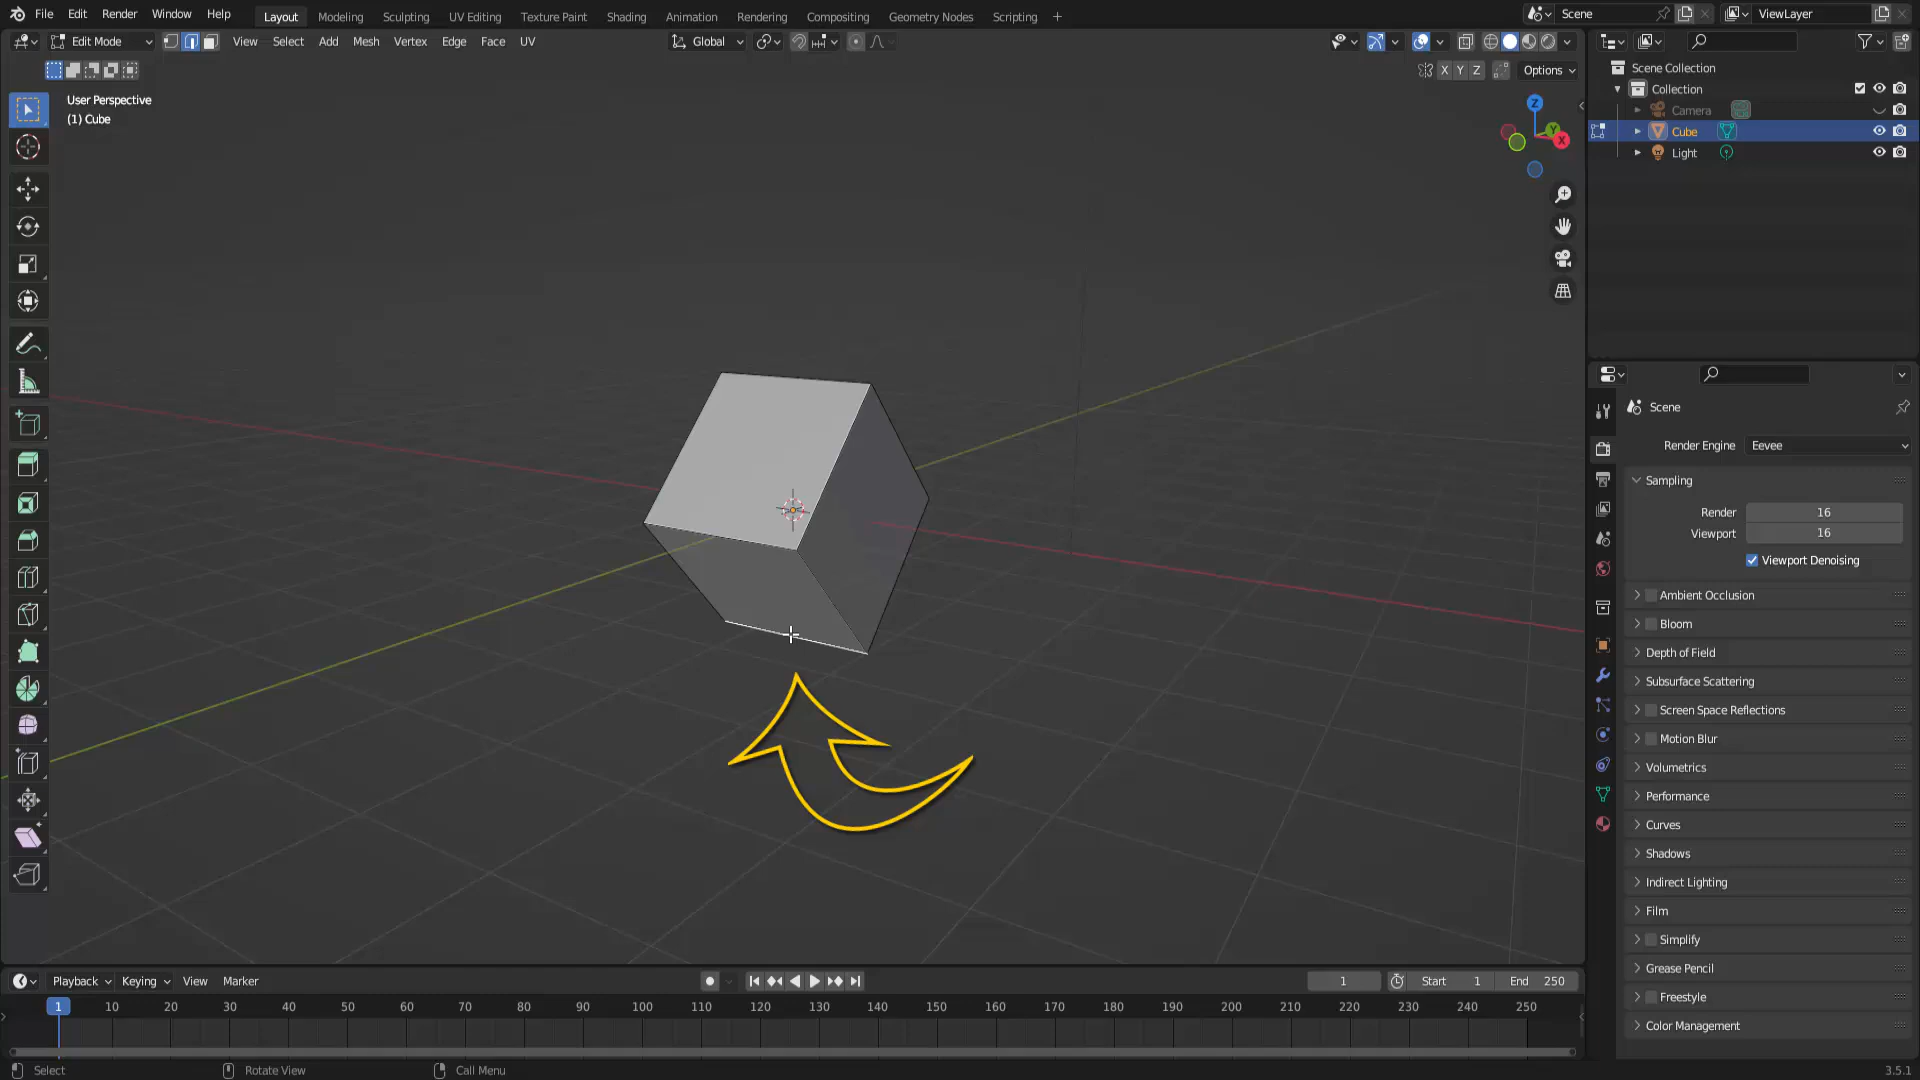 File Edit Render Window Help Layout Modeling Sculpting UV Editing Texture Paint Shading Animation Rendering Compositing Geometry Nodes Scripting + Scene ViewLayer
Edit Mode View Select Add Mesh Vertex Edge Face UV Global
X Y Z Options
User Perspective
(1) Cube
Z
Y
X
Scene Collection
Collection
Camera
Cube
Light
Scene
Render Engine Eevee
Sampling
Render 16
Viewport 16
Viewport Denoising
Ambient Occlusion
Bloom
Depth of Field
Subsurface Scattering
Screen Space Reflections
Motion Blur
Volumetrics
Performance
Curves
Shadows
Indirect Lighting
Film
Simplify
Grease Pencil
Freestyle
Color Management
Playback Keying View Marker 1 Start 1 End 250
1 10 20 30 40 50 60 70 80 90 100 110 120 130 140 150 160 170 180 190 200 210 220 230 240 250
Select Rotate View Call Menu 3.5.1